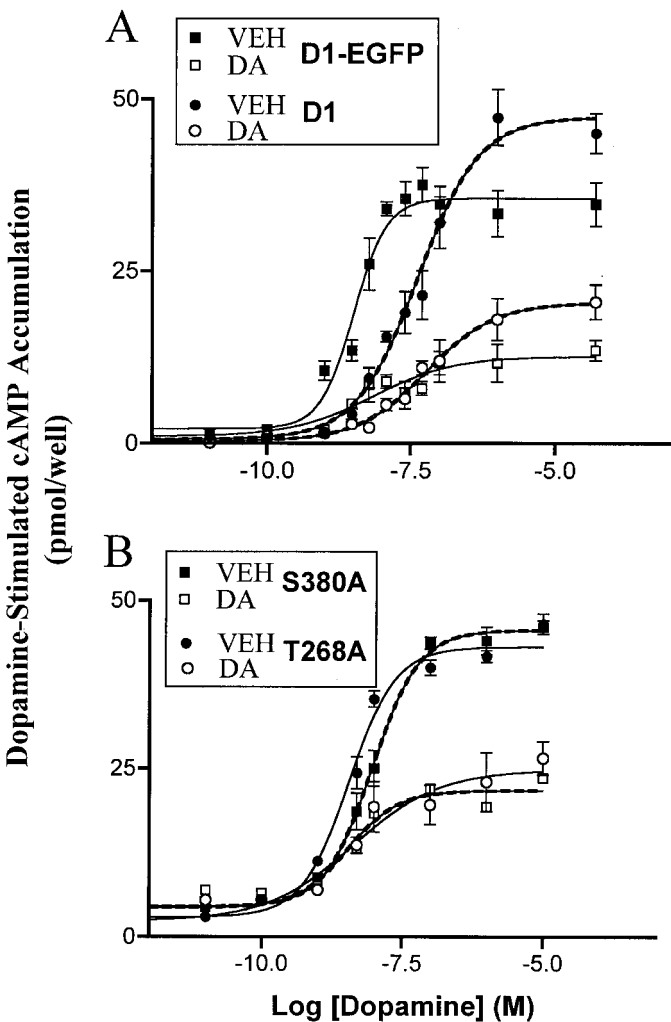 A
VEH
DA
D1-EGFP
VEH
DA
D1
50
25
0
-10.0 -7.5 -5.0
Dopamine-Stimulated cAMP Accumulation
(pmol/well)
B
VEH
DA
S380A
VEH
DA
T268A
50
25
0
-10.0 -7.5 -5.0
Log [Dopamine] (M)